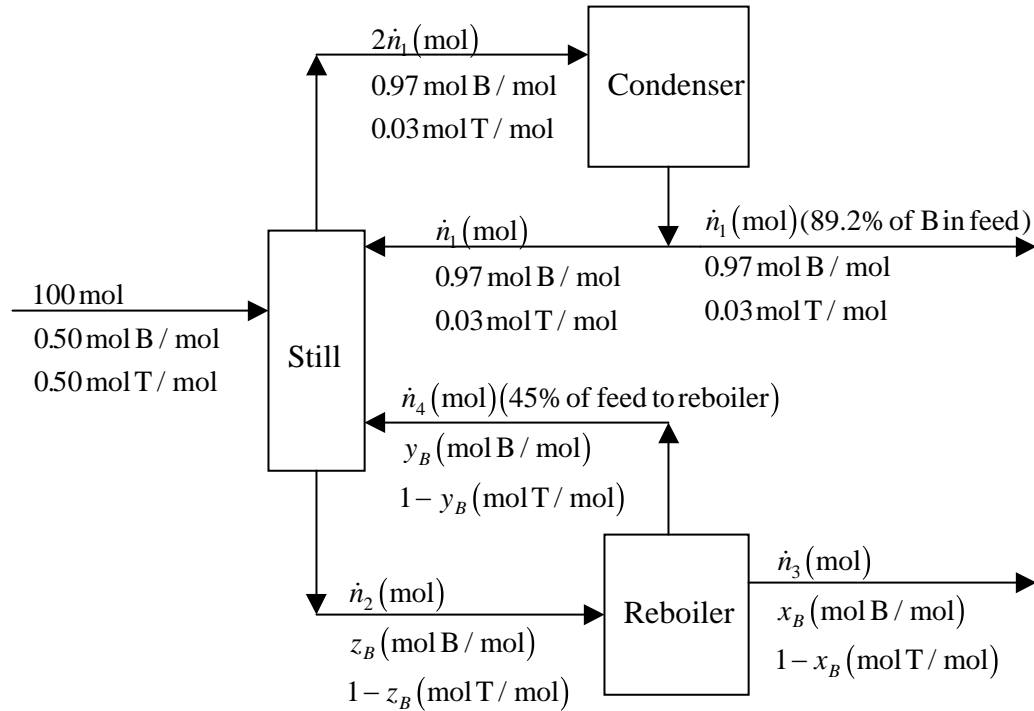 2ṅ₁(mol)
0.97 mol B / mol
0.03 mol T / mol
Condenser
ṅ₁(mol)
0.97 mol B / mol
0.03 mol T / mol
ṅ₁(mol)(89.2% of B in feed)
0.97 mol B / mol
0.03 mol T / mol
100 mol
0.50 mol B / mol
0.50 mol T / mol
Still
ṅ₄(mol)(45% of feed to reboiler)
y_B(mol B / mol)
1− y_B(mol T / mol)
ṅ₂(mol)
z_B(mol B / mol)
1− z_B(mol T / mol)
Reboiler
ṅ₃(mol)
x_B(mol B / mol)
1− x_B(mol T / mol)